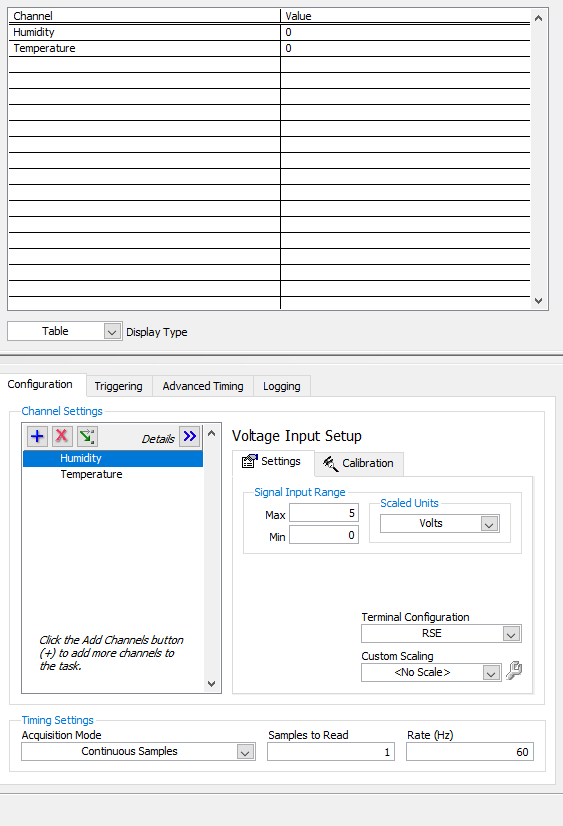 Channel Value
Humidity 0
Temperature 0
Table Display Type
Configuration Triggering Advanced Timing Logging
Channel Settings
Details
Humidity
Temperature
Click the Add Channels button
(+) to add more channels to
the task.
Voltage Input Setup
Settings Calibration
Signal Input Range
Max 5
Min 0
Scaled Units
Volts
Terminal Configuration
RSE
Custom Scaling
<No Scale>
Timing Settings
Acquisition Mode Samples to Read Rate (Hz)
Continuous Samples 1 60